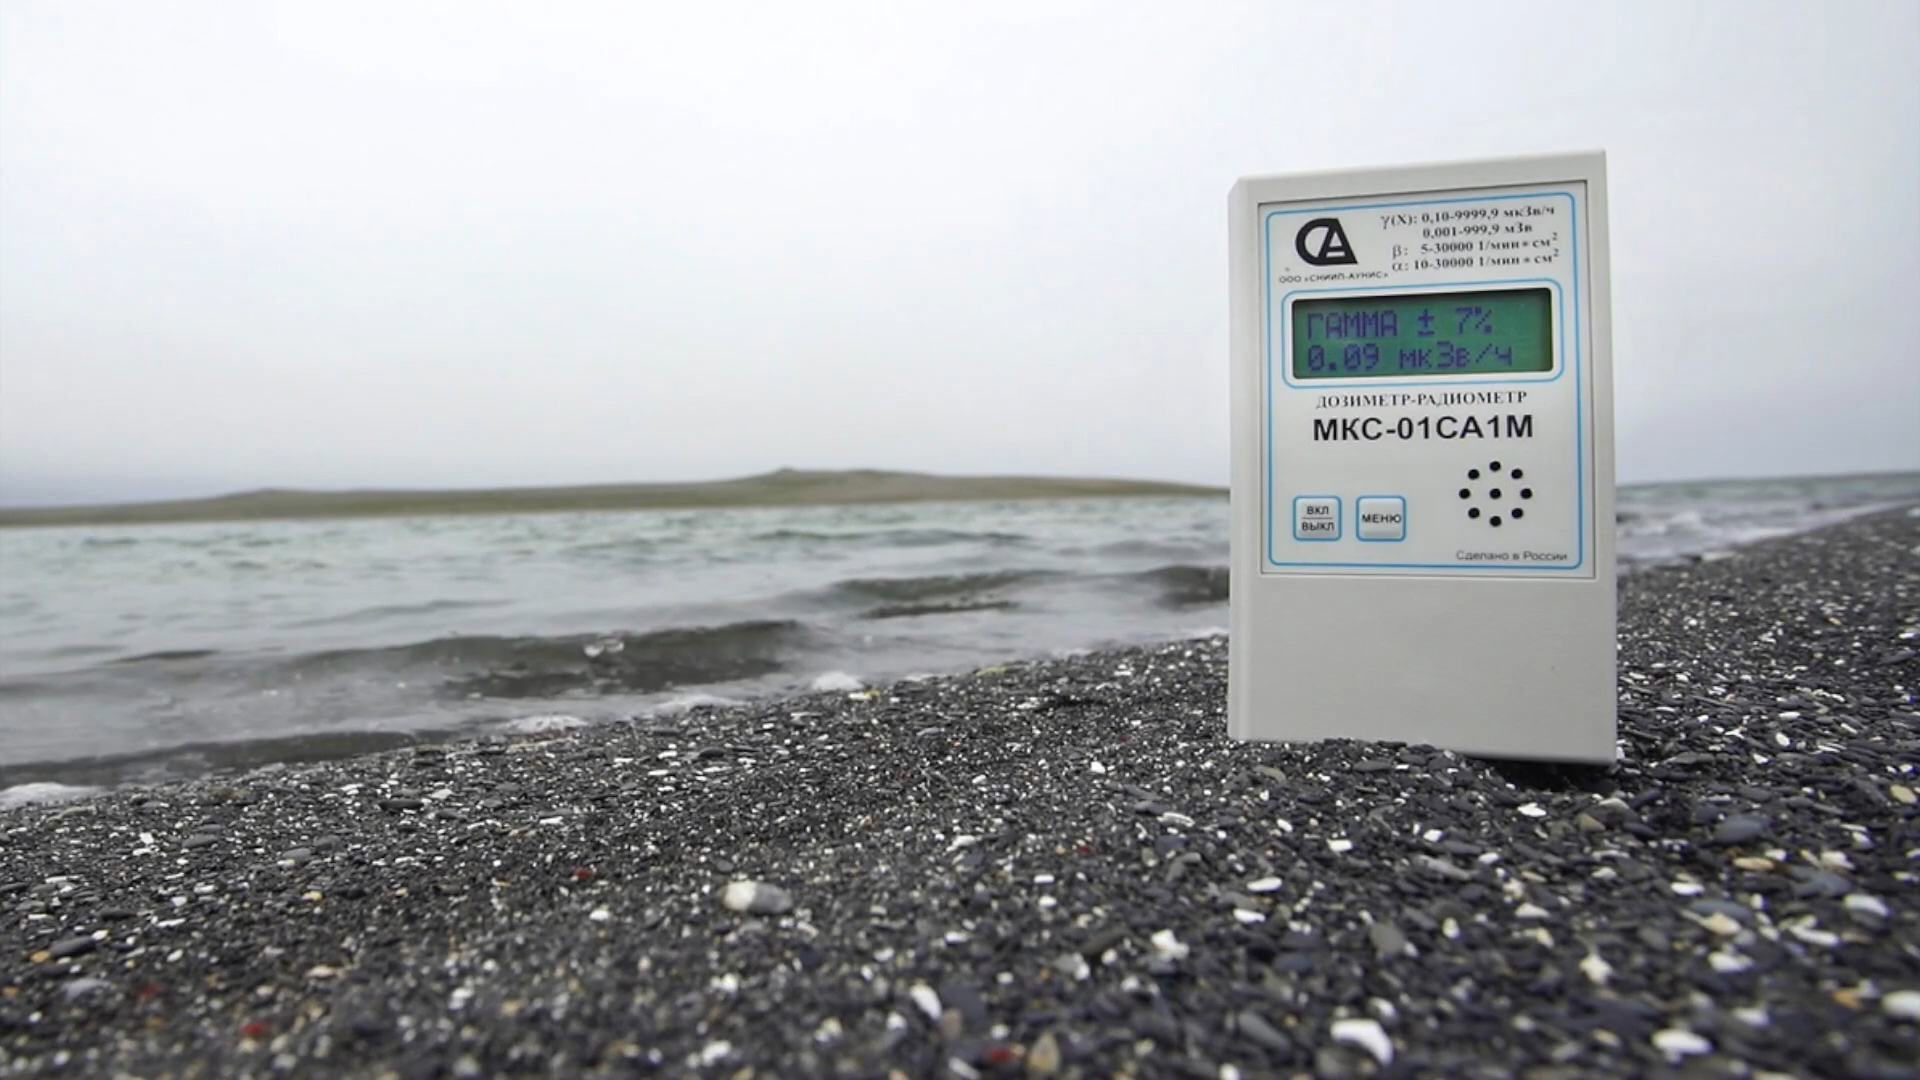 γ(X): 0,10-9999,9 мкЗв/ч
0,001-999,9 мЗв
β: 5-30000 1/мин*см²
α: 10-30000 1/мин*см²
СА
ООО «СНИИП-АУНИС»
ГАММА ± 7%
0.09 мкЗв/ч
ДОЗИМЕТР-РАДИОМЕТР
МКС-01СА1М
ВКЛ
ВЫКЛ
МЕНЮ
Сделано в России